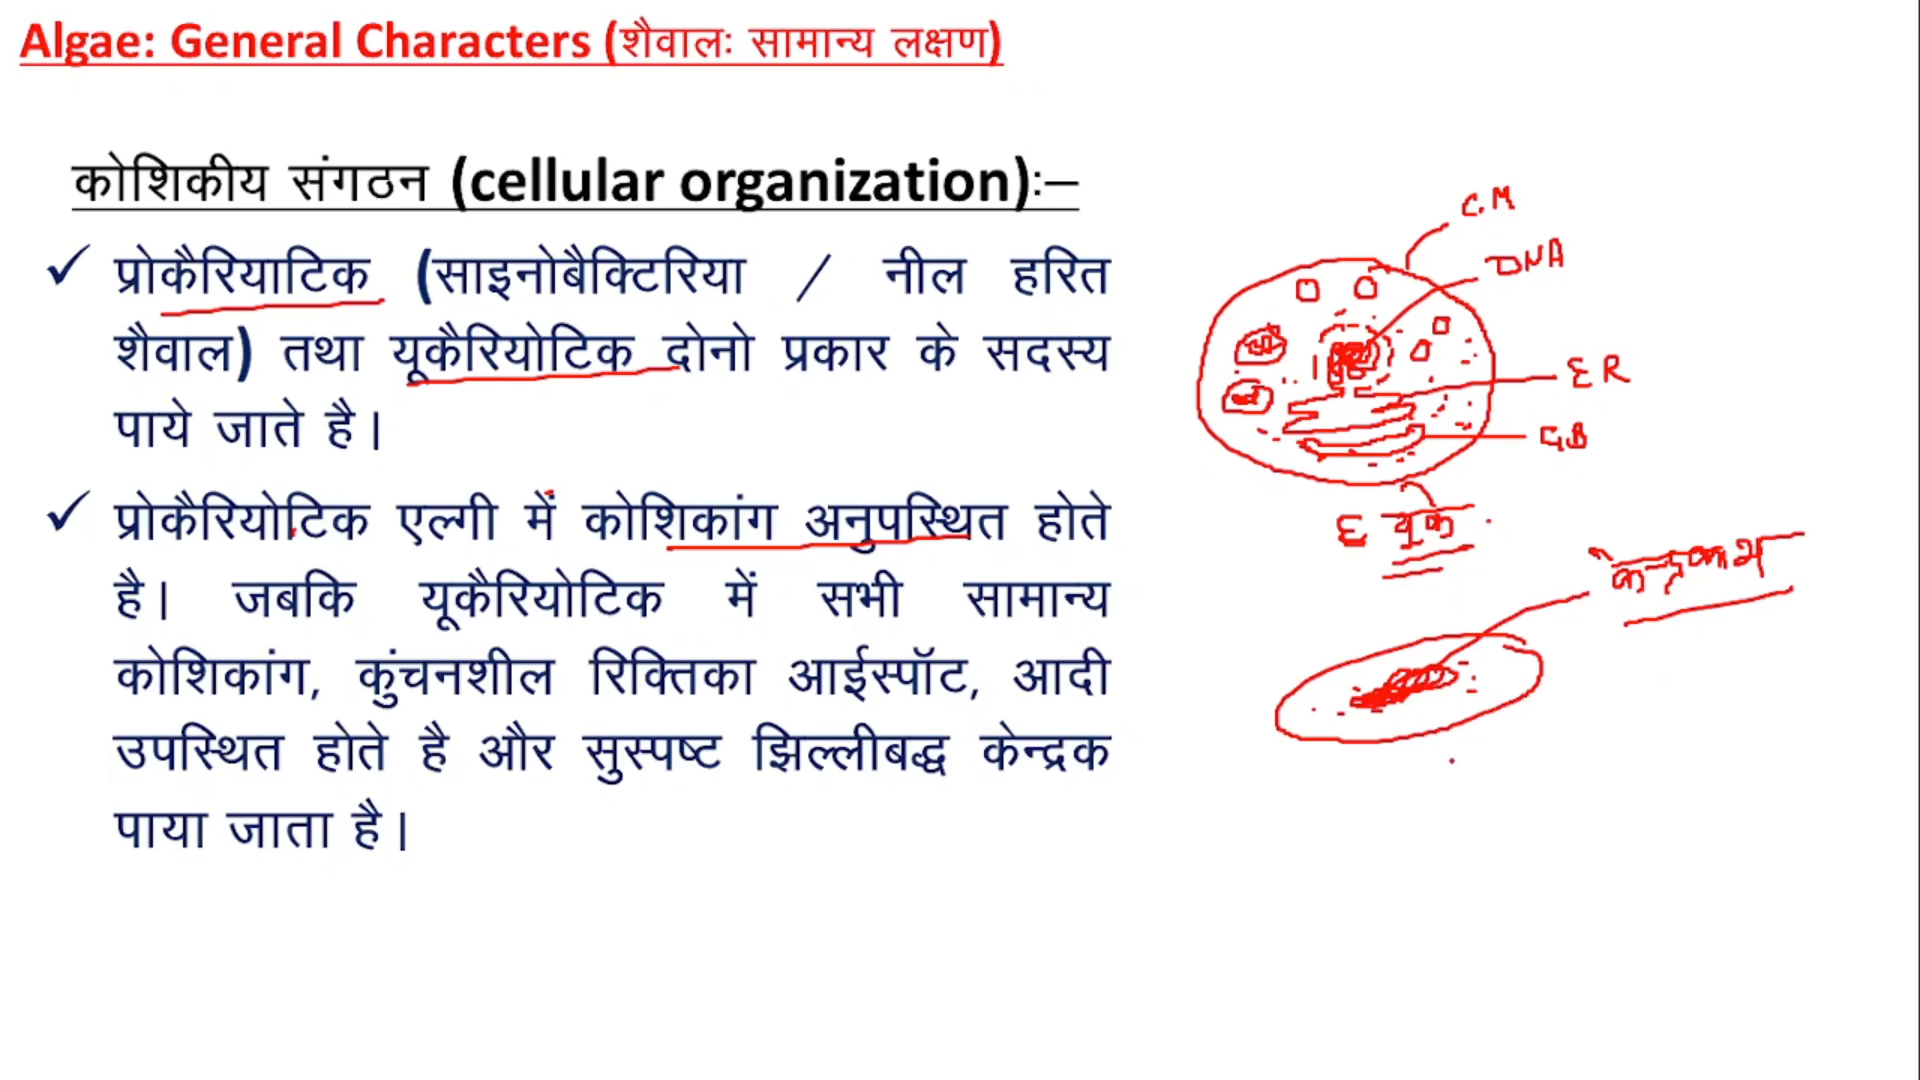 Algae: General Characters (शैवालः सामान्य लक्षण)
कोशिकीय संगठन (cellular organization):–
✓ प्रोकैरियाटिक (साइनोबैक्टिरिया / नील हरित
शैवाल) तथा यूकैरियोटिक दोनो प्रकार के सदस्य
पाये जाते है।
✓ प्रोकैरियोटिक एल्गी में कोशिकांग अनुपस्थित होते
है। जबकि यूकैरियोटिक में सभी सामान्य
कोशिकांग, कुंचनशील रिक्तिका आईस्पॉट, आदी
उपस्थित होते है और सुस्पष्ट झिल्लीबद्ध केन्द्रक
पाया जाता है।
C.M
DNA
ER
GB